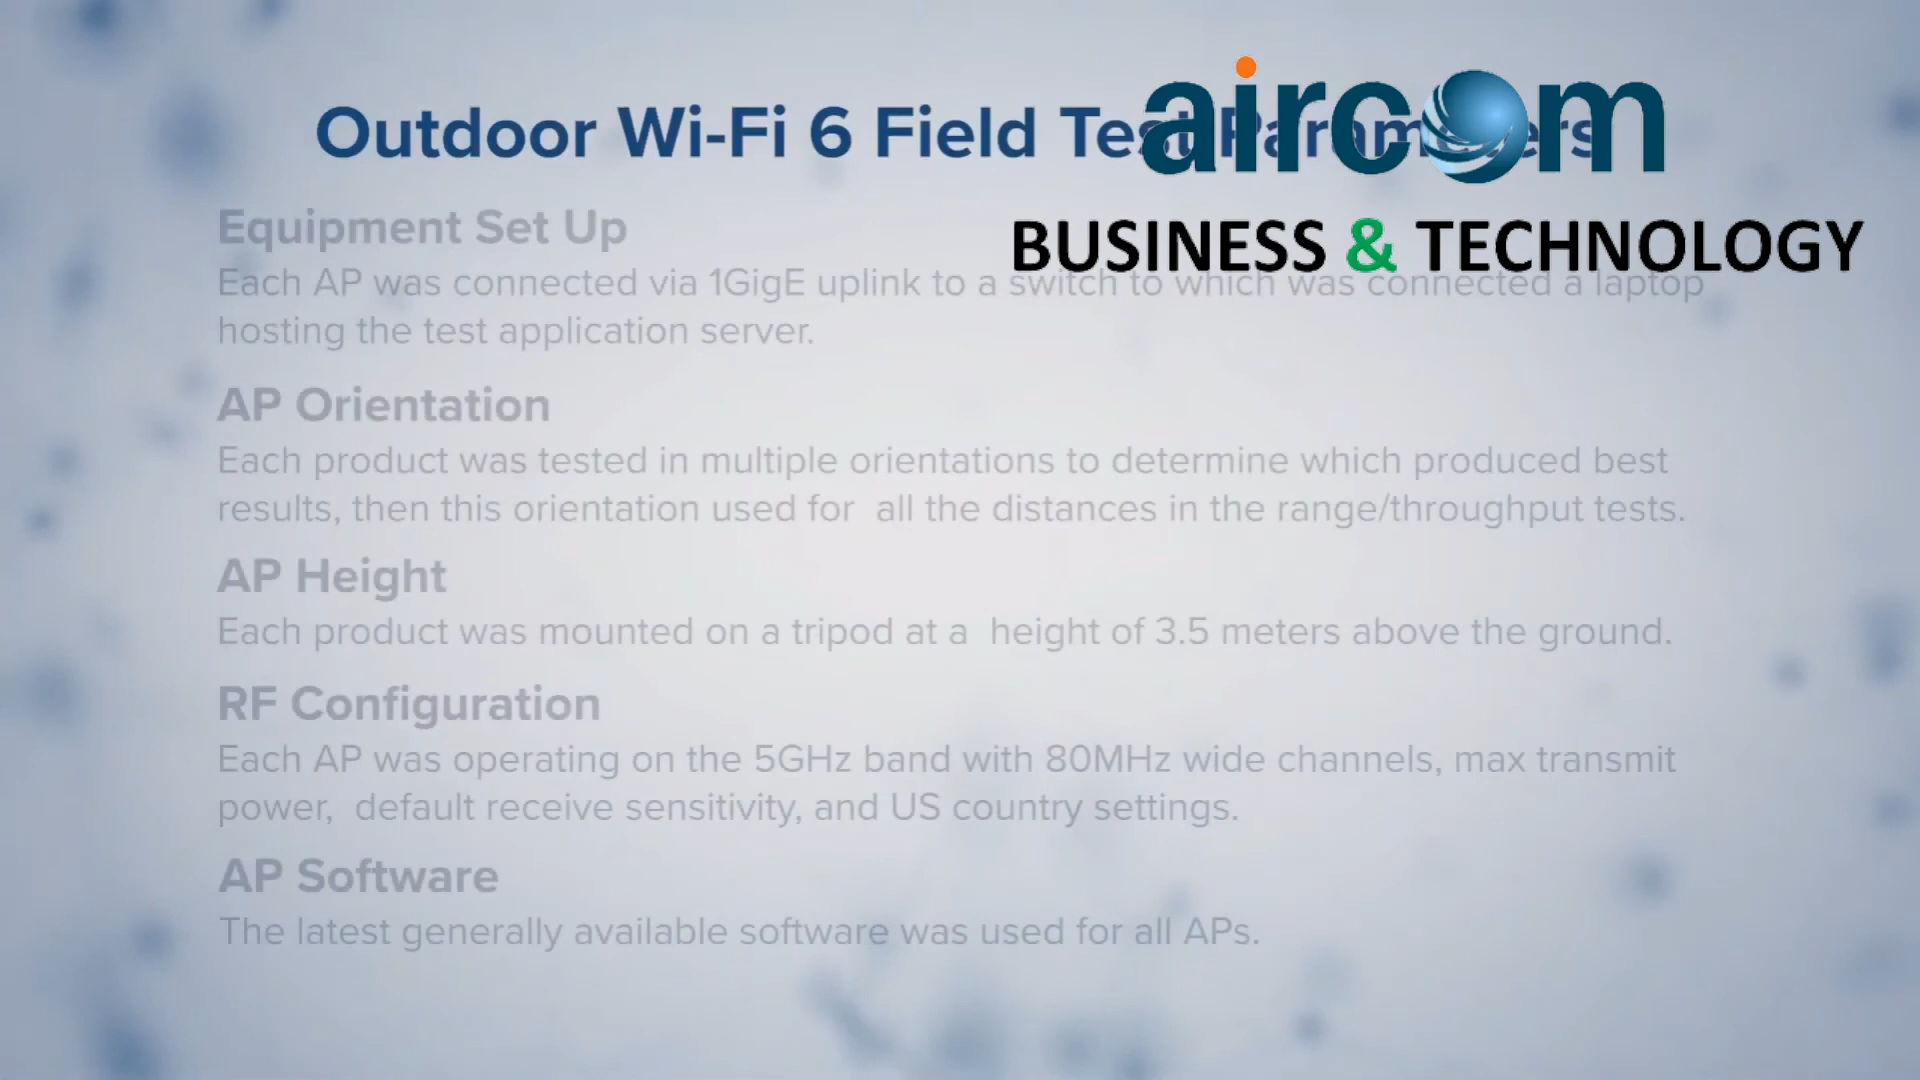 Outdoor Wi-Fi 6 Field Test Parameters
aircom
BUSINESS & TECHNOLOGY
Equipment Set Up
Each AP was connected via 1GigE uplink to a switch to which was connected a laptop
hosting the test application server.
AP Orientation
Each product was tested in multiple orientations to determine which produced best
results, then this orientation used for all the distances in the range/throughput tests.
AP Height
Each product was mounted on a tripod at a height of 3.5 meters above the ground.
RF Configuration
Each AP was operating on the 5GHz band with 80MHz wide channels, max transmit
power, default receive sensitivity, and US country settings.
AP Software
The latest generally available software was used for all APs.